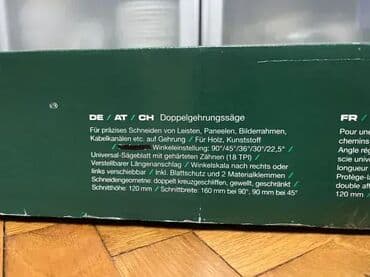 DE / AT / CH Doppelgehrungssäge
Für präzises Schneiden von Leisten, Paneelen, Bilderrahmen,
Kabelkanälen etc. auf Gehrung / Für Holz, Kunststoff
/ Winkeleinstellung: 90°/45°/36°/30°/22,5° /
Universal-Sägeblatt mit gehärteten Zähnen (18 TPI) /
Verstellbarer Längenanschlag / Winkelskala nach rechts oder
links verschiebbar / Inkl. Blattschutz und 2 Materialklemmen /
Schneidengeometrie: doppelt kreuzgeschliffen, gewellt, geschränkt /
Schnitthöhe: 120 mm / Schnittbreite: 160 mm bei 90°, 90 mm bei 45°
FR /
Pour une
chemins
Angle ré
scie unive
longueur
Protège-la
double aff
120 mm /